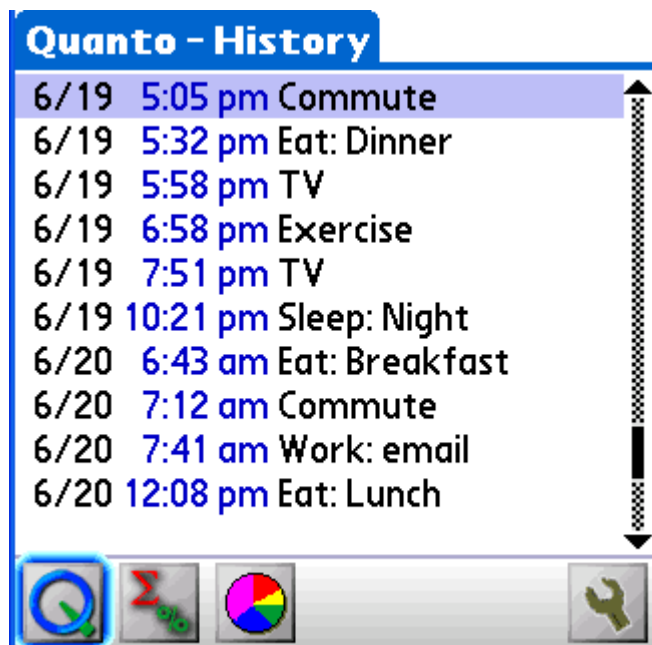 Quanto - History
6/19 5:05 pm Commute
6/19 5:32 pm Eat: Dinner
6/19 5:58 pm TV
6/19 6:58 pm Exercise
6/19 7:51 pm TV
6/19 10:21 pm Sleep: Night
6/20 6:43 am Eat: Breakfast
6/20 7:12 am Commute
6/20 7:41 am Work: email
6/20 12:08 pm Eat: Lunch
Σ%